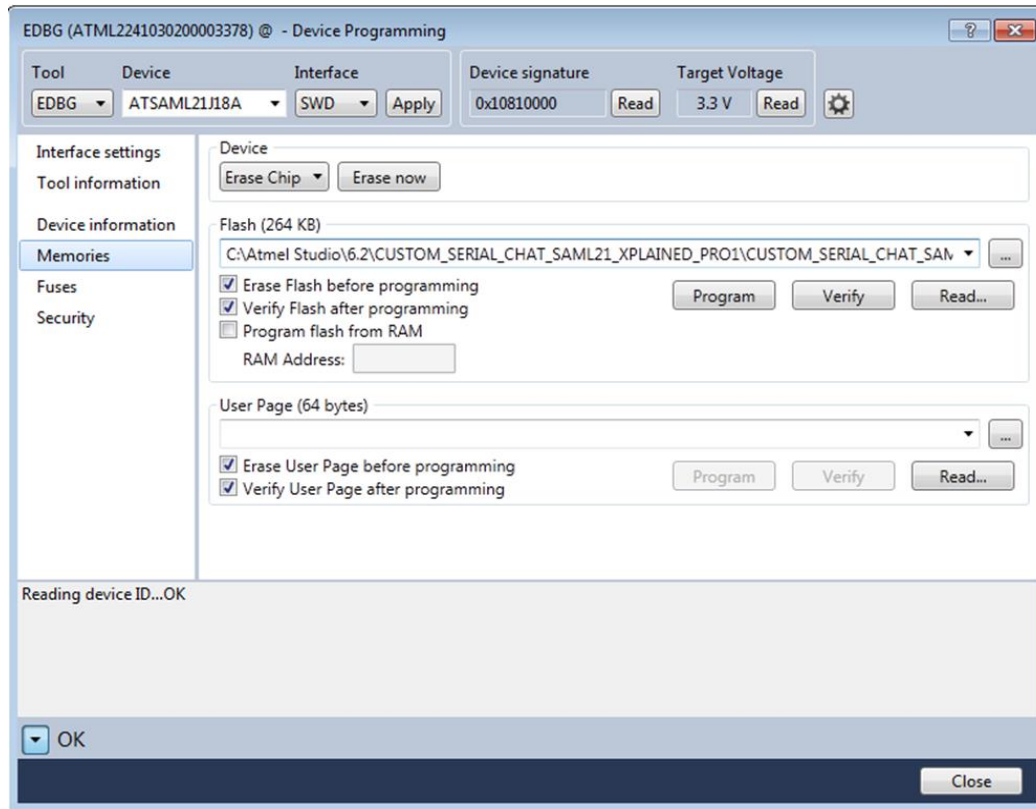 EDBG (ATML2241030200003378) @ - Device Programming
Tool Device Interface Device signature Target Voltage
EDBG ATSAML21J18A SWD Apply 0x10810000 Read 3.3 V Read
Interface settings
Tool information
Device information
Memories
Fuses
Security
Device
Erase Chip Erase now
Flash (264 KB)
C:\Atmel Studio\6.2\CUSTOM_SERIAL_CHAT_SAML21_XPLAINED_PRO1\CUSTOM_SERIAL_CHAT_SAM ...
Erase Flash before programming
Verify Flash after programming
Program flash from RAM
RAM Address:
Program Verify Read...
User Page (64 bytes)
...
Erase User Page before programming
Verify User Page after programming
Program Verify Read...
Reading device ID...OK
OK
Close